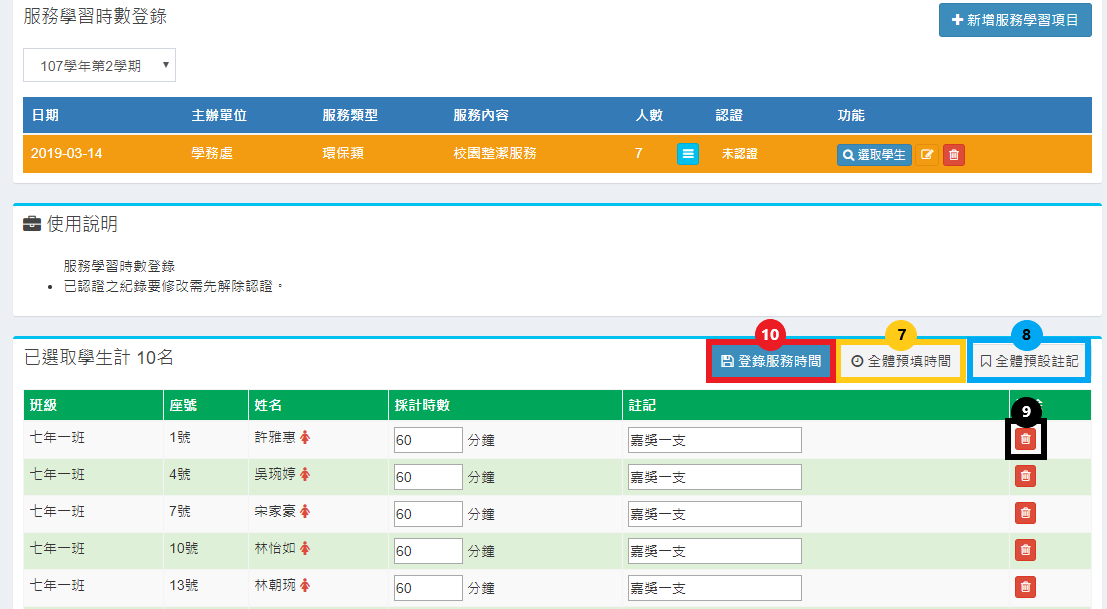 服務學習時數登錄
新增服務學習項目
107學年第2學期
日期 主辦單位 服務類型 服務內容 人數 認證 功能
2019-03-14 學務處 環保類 校園整潔服務 7 未認證 選取學生
使用說明
服務學習時數登錄
已認證之紀錄要修改需先解除認證。
10 7 8
已選取學生計 10名 登錄服務時間 全體預填時間 全體預設註記
9
班級 座號 姓名 採計時數 註記
七年一班 1號 許雅惠 60 分鐘 嘉獎一支
七年一班 4號 吳琬婷 60 分鐘 嘉獎一支
七年一班 7號 宋家豪 60 分鐘 嘉獎一支
七年一班 10號 林怡如 60 分鐘 嘉獎一支
七年一班 13號 林朝琬 60 分鐘 嘉獎一支